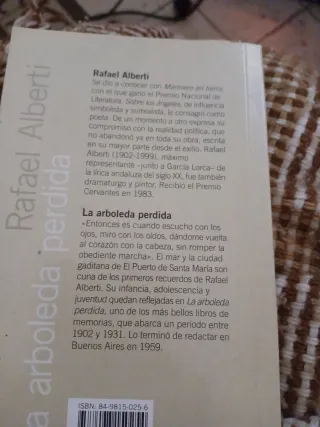 Rafael Alberti
Se dio a conocer con Marinero en tierra,
con el que ganó el Premio Nacional de
Literatura. Sobre los ángeles, de influencia
simbolista y surrealista, le consagró como
poeta. De un momento a otro expresa su
compromiso con la realidad política, que
no abandonó ya en toda su obra, escrita
en su mayor parte desde el exilio. Rafael
Alberti (1902-1999), máximo
representante –junto a García Lorca– de
la lírica andaluza del siglo XX, fue también
dramaturgo y pintor. Recibió el Premio
Cervantes en 1983.
La arboleda perdida
«Entonces es cuando escucho con los
ojos, miro con los oídos, dándome vuelta
al corazón con la cabeza, sin romper la
obediente marcha». El mar y la ciudad
gaditana de El Puerto de Santa María son
cuna de los primeros recuerdos de Rafael
Alberti. Su infancia, adolescencia y
juventud quedan reflejadas en La arboleda
perdida, uno de los más bellos libros de
memorias, que abarca un período entre
1902 y 1931. Lo terminó de redactar en
Buenos Aires en 1959.
ISBN: 84-9815-025-6
Rafael Alberti
a arboleda perdida